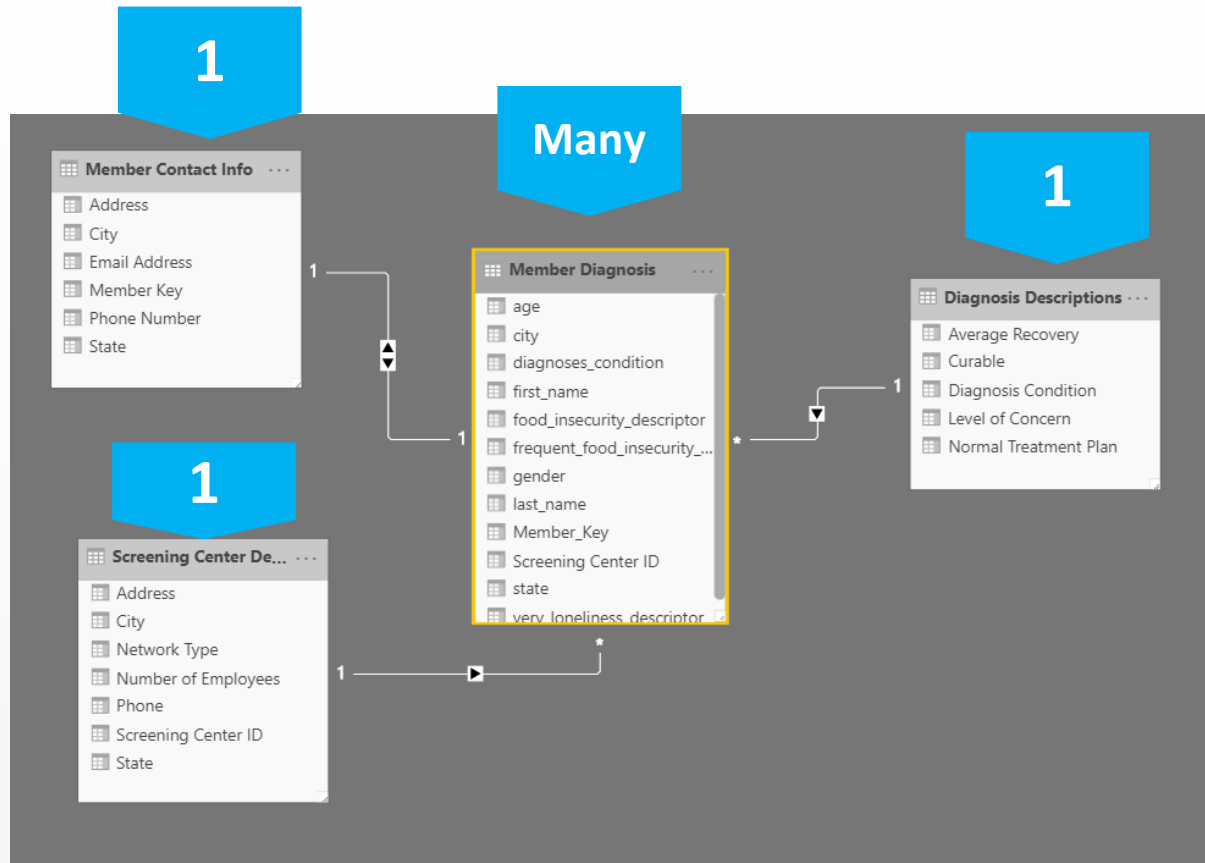 1
Many
1
Member Contact Info ...
Address
City
Email Address
Member Key
Phone Number
State
1
1
Member Diagnosis ...
age
city
diagnoses_condition
first_name
food_insecurity_descriptor
frequent_food_insecurity_...
gender
last_name
Member_Key
Screening Center ID
state
very_loneliness_descriptor
*
1
Diagnosis Descriptions ...
Average Recovery
Curable
Diagnosis Condition
Level of Concern
Normal Treatment Plan
1
Screening Center De... ...
Address
City
Network Type
Number of Employees
Phone
Screening Center ID
State
1
*